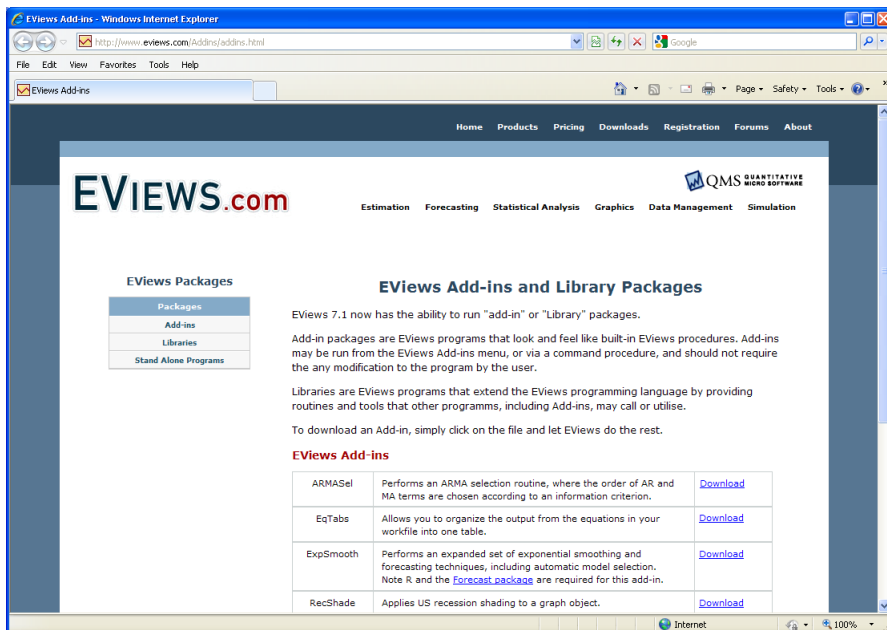 EViews Add-ins - Windows Internet Explorer
http://www.eviews.com/Addins/addins.html
Google
File Edit View Favorites Tools Help
EViews Add-ins
Page Safety Tools
Home Products Pricing Downloads Registration Forums About
EVIEWS.com
QMS QUANTITATIVE MICRO SOFTWARE
Estimation Forecasting Statistical Analysis Graphics Data Management Simulation
EViews Packages
Packages
Add-ins
Libraries
Stand Alone Programs
EViews Add-ins and Library Packages
EViews 7.1 now has the ability to run "add-in" or "Library" packages.
Add-in packages are EViews programs that look and feel like built-in EViews procedures. Add-ins
may be run from the EViews Add-ins menu, or via a command procedure, and should not require
the any modification to the program by the user.
Libraries are EViews programs that extend the EViews programming language by providing
routines and tools that other programms, including Add-ins, may call or utilise.
To download an Add-in, simply click on the file and let EViews do the rest.
EViews Add-ins
ARMASel Performs an ARMA selection routine, where the order of AR and Download
MA terms are chosen according to an information criterion.
EqTabs Allows you to organize the output from the equations in your Download
workfile into one table.
ExpSmooth Performs an expanded set of exponential smoothing and Download
forecasting techniques, including automatic model selection.
Note R and the Forecast package are required for this add-in.
RecShade Applies US recession shading to a graph object. Download
Internet 100%